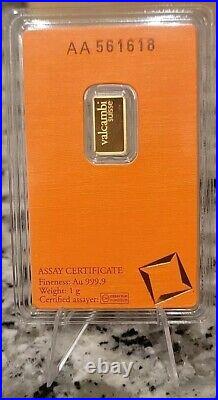 AA 561618
valcambi
suisse
ASSAY CERTIFICATE
Fineness: Au 999,9
Weight: 1 g
Certified assayer: